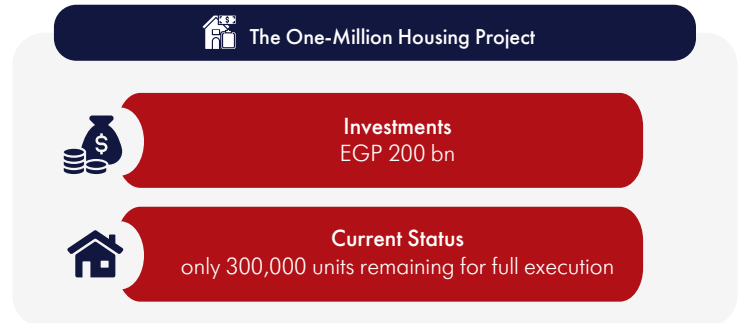 The One-Million Housing Project
Investments
EGP 200 bn
Current Status
only 300,000 units remaining for full execution